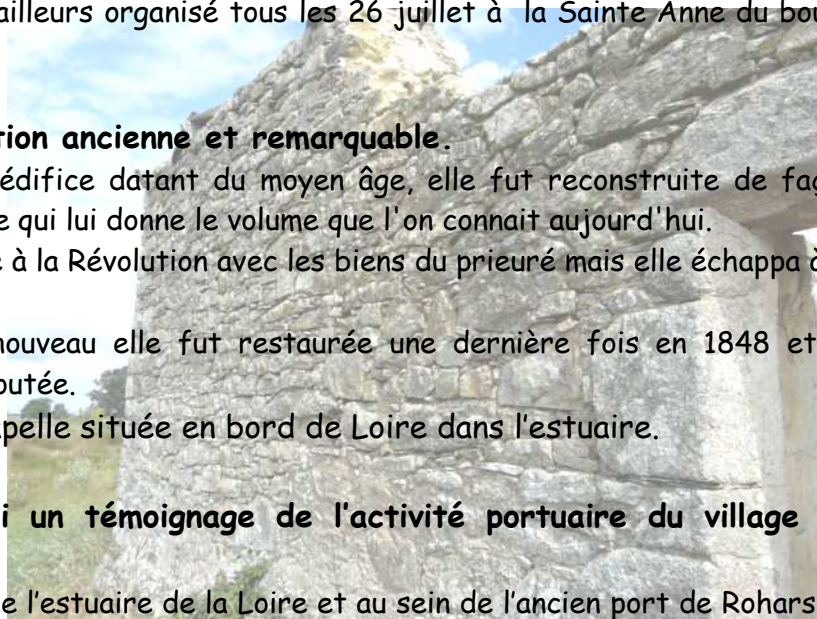 ailleurs organisé tous les 26 juillet à la Sainte Anne du bou
tion ancienne et remarquable.
édifice datant du moyen âge, elle fut reconstruite de faç
e qui lui donne le volume que l'on connait aujourd'hui.
e à la Révolution avec les biens du prieuré mais elle échappa à
nouveau elle fut restaurée une dernière fois en 1848 et
outée.
apelle située en bord de Loire dans l'estuaire.
i un témoignage de l'activité portuaire du village
e l'estuaire de la Loire et au sein de l'ancien port de Rohars